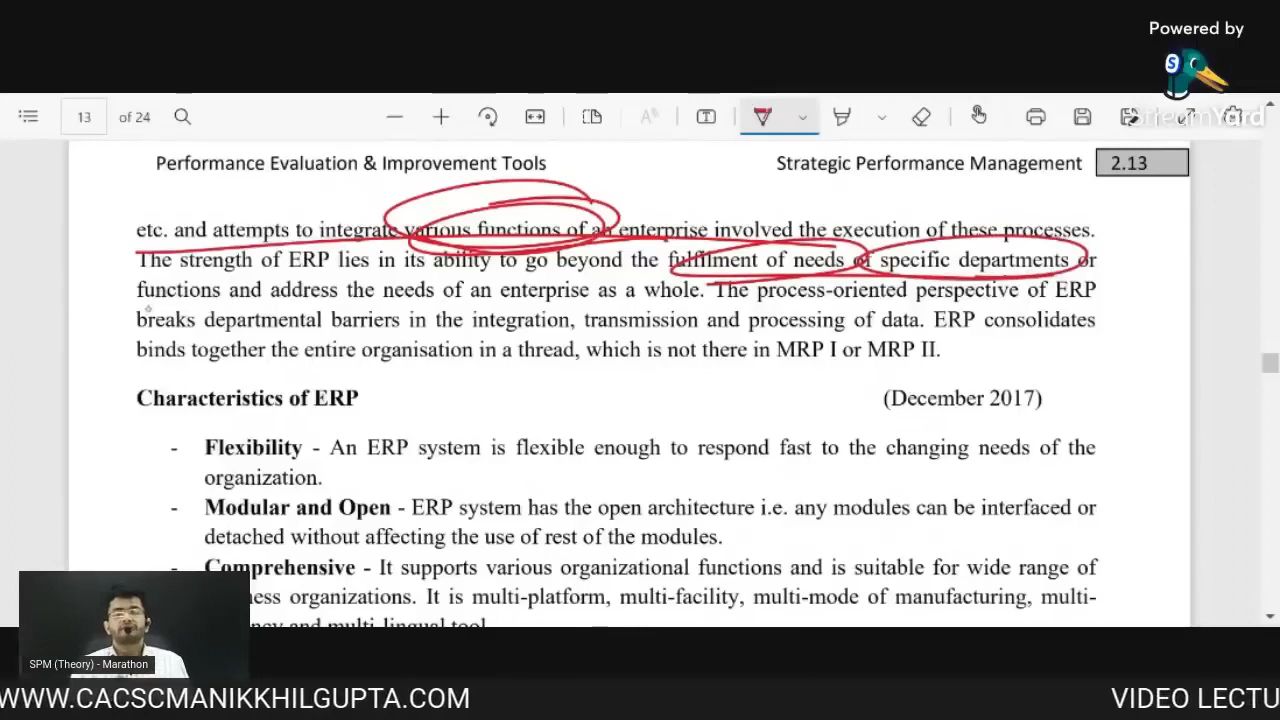 Powered by
S
StreamYard
13 of 24
Performance Evaluation & Improvement Tools Strategic Performance Management 2.13
etc. and attempts to integrate various functions of an enterprise involved the execution of these processes.
The strength of ERP lies in its ability to go beyond the fulfilment of needs of specific departments or
functions and address the needs of an enterprise as a whole. The process-oriented perspective of ERP
breaks departmental barriers in the integration, transmission and processing of data. ERP consolidates
binds together the entire organisation in a thread, which is not there in MRP I or MRP II.
Characteristics of ERP (December 2017)
- Flexibility - An ERP system is flexible enough to respond fast to the changing needs of the
organization.
- Modular and Open - ERP system has the open architecture i.e. any modules can be interfaced or
detached without affecting the use of rest of the modules.
- Comprehensive - It supports various organizational functions and is suitable for wide range of
ness organizations. It is multi-platform, multi-facility, multi-mode of manufacturing, multi-
ncy and multi-lingual tool
SPM (Theory) - Marathon
WWW.CACSCMANIKKHILGUPTA.COM VIDEO LECTU